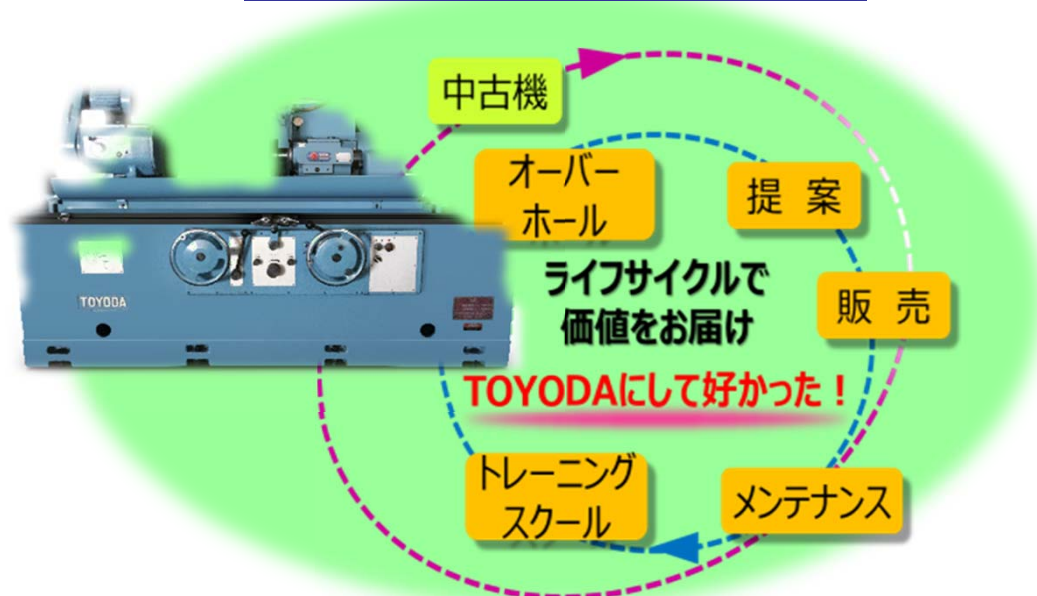 中古機
オーバー
ホール
提 案
ライフサイクルで
価値をお届け
販 売
TOYODA
TOYODAにして好かった！
トレーニング
スクール
メンテナンス